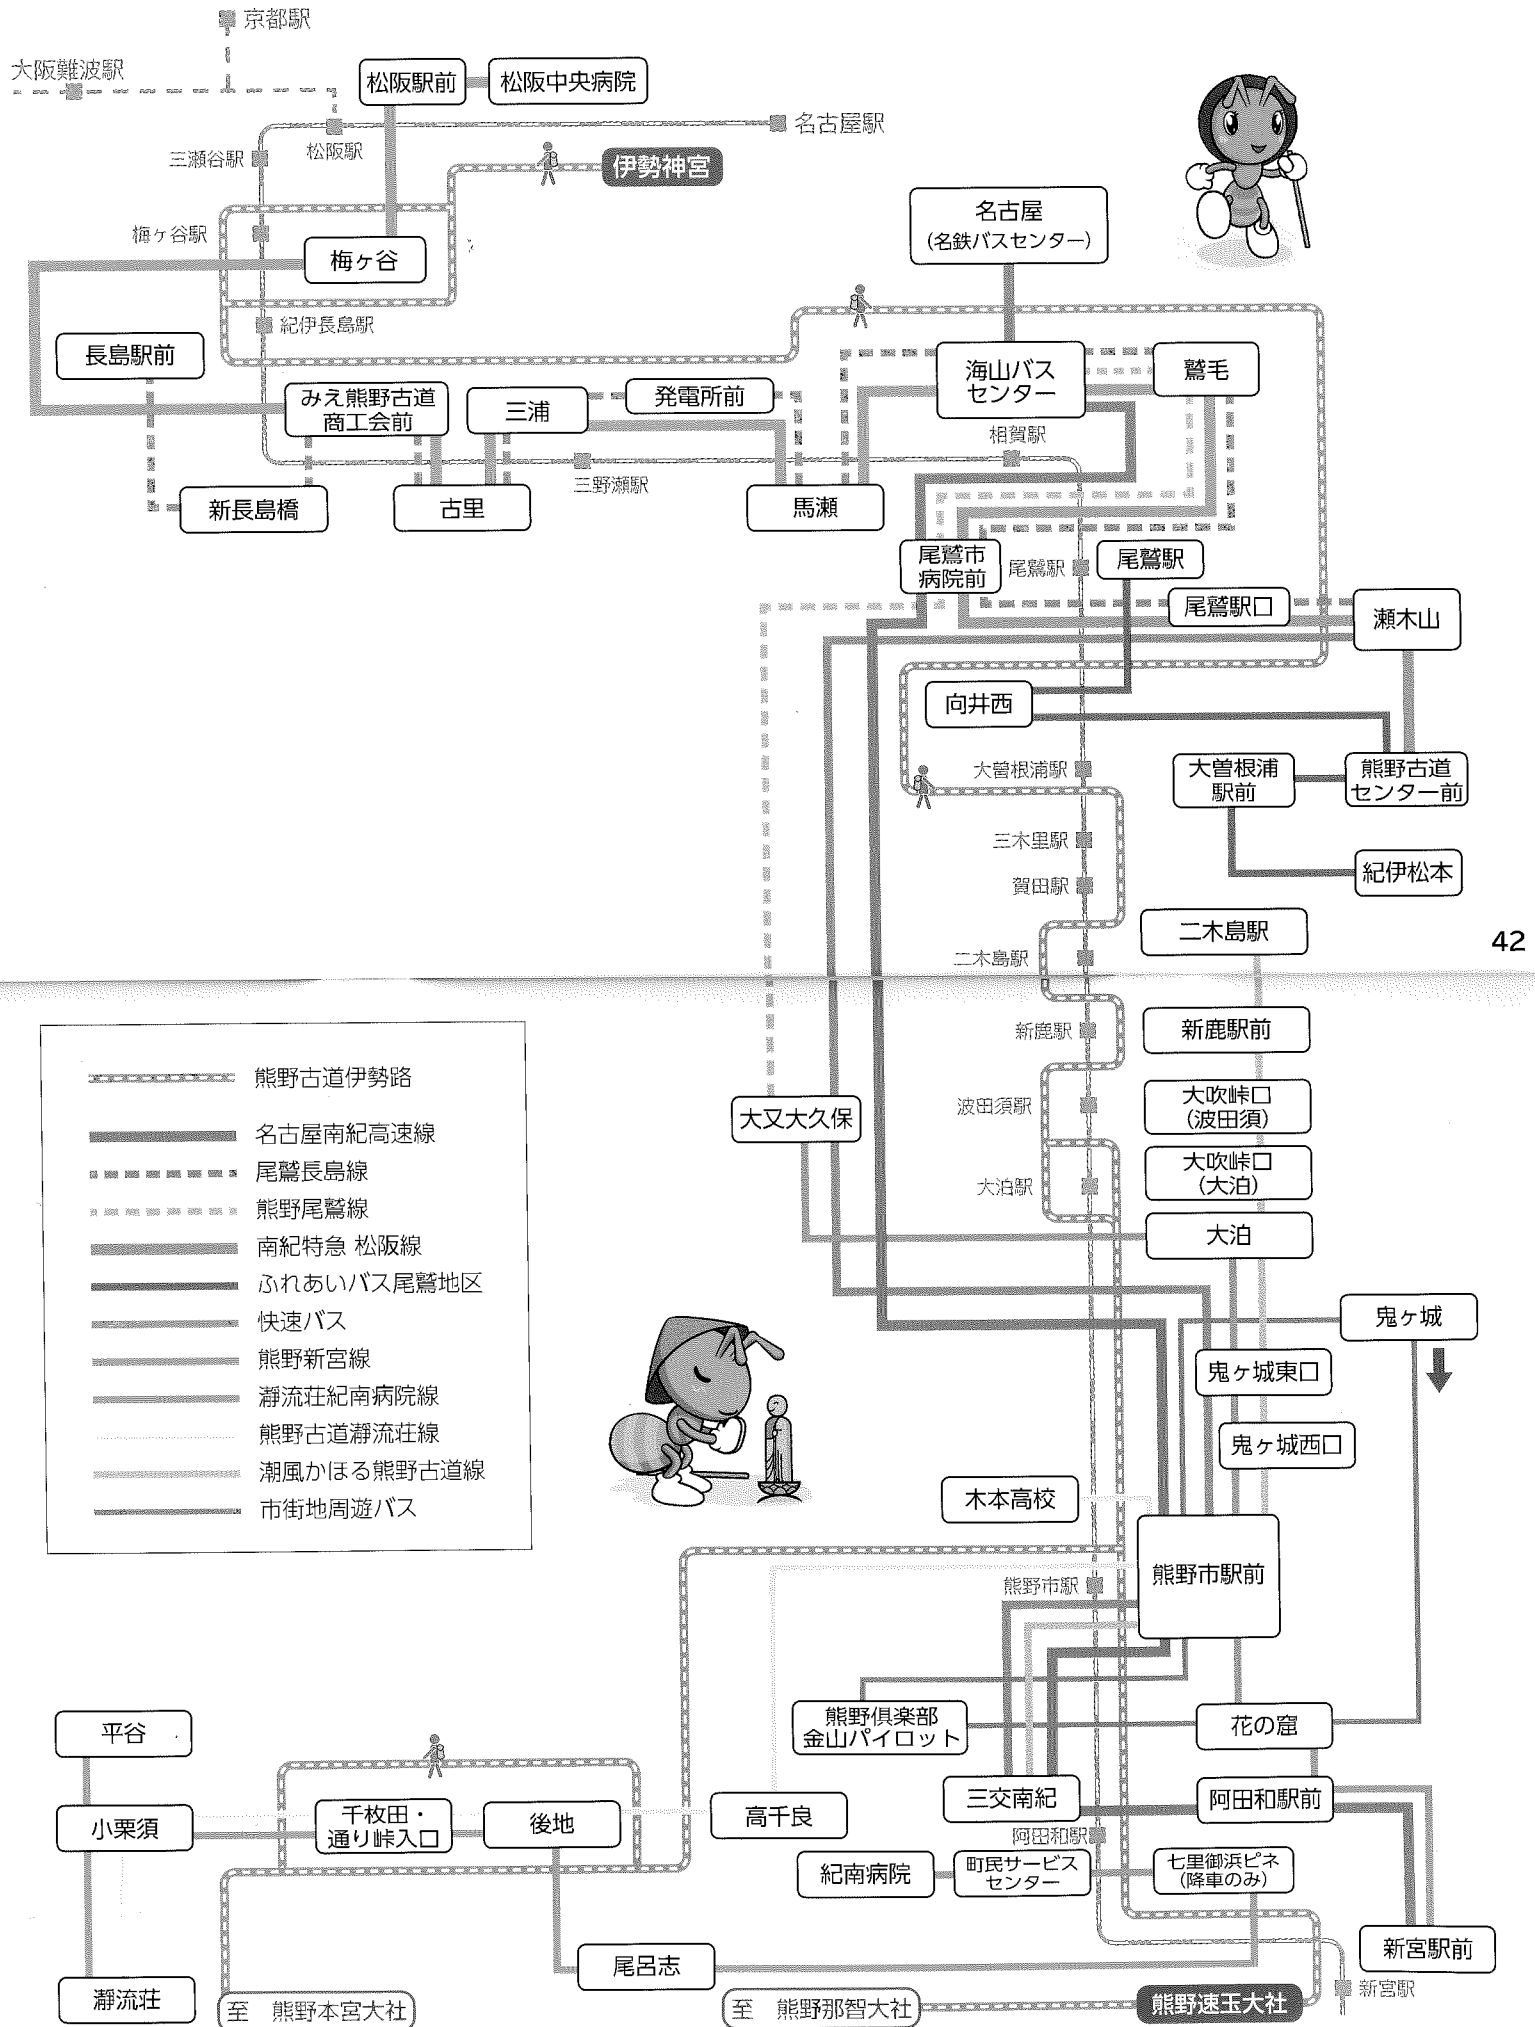 京都駅
大阪難波駅
松阪駅前
松阪中央病院
名古屋駅
松阪駅
三瀬谷駅
伊勢神宮
名古屋
(名鉄バスセンター)
梅ヶ谷駅
梅ヶ谷
紀伊長島駅
長島駅前
海山バス
センター
鷲毛
みえ熊野古道
商工会前
三浦
発電所前
相賀駅
三野瀬駅
新長島橋
古里
馬瀬
尾鷲市
病院前
尾鷲駅
尾鷲駅
尾鷲駅口
瀬木山
向井西
大曽根浦駅
大曽根浦
駅前
熊野古道
センター前
三木里駅
賀田駅
紀伊松本
二木島駅
二木島駅
42
新鹿駅
新鹿駅前
熊野古道伊勢路
名古屋南紀高速線
尾鷲長島線
熊野尾鷲線
南紀特急 松阪線
ふれあいバス尾鷲地区
快速バス
熊野新宮線
瀞流荘紀南病院線
熊野古道瀞流荘線
潮風かほる熊野古道線
市街地周遊バス
大又大久保
波田須駅
大吹峠口
(波田須)
大吹峠口
(大泊)
大泊駅
大泊
鬼ヶ城
鬼ヶ城東口
鬼ヶ城西口
木本高校
熊野市駅前
熊野市駅
熊野倶楽部
金山パイロット
花の窟
平谷
三交南紀
阿田和駅前
小栗須
千枚田・
通り峠入口
後地
高千良
阿田和駅
紀南病院
町民サービス
センター
七里御浜ピネ
(降車のみ)
新宮駅前
尾呂志
新宮駅
瀞流荘
至 熊野本宮大社
至 熊野那智大社
熊野速玉大社